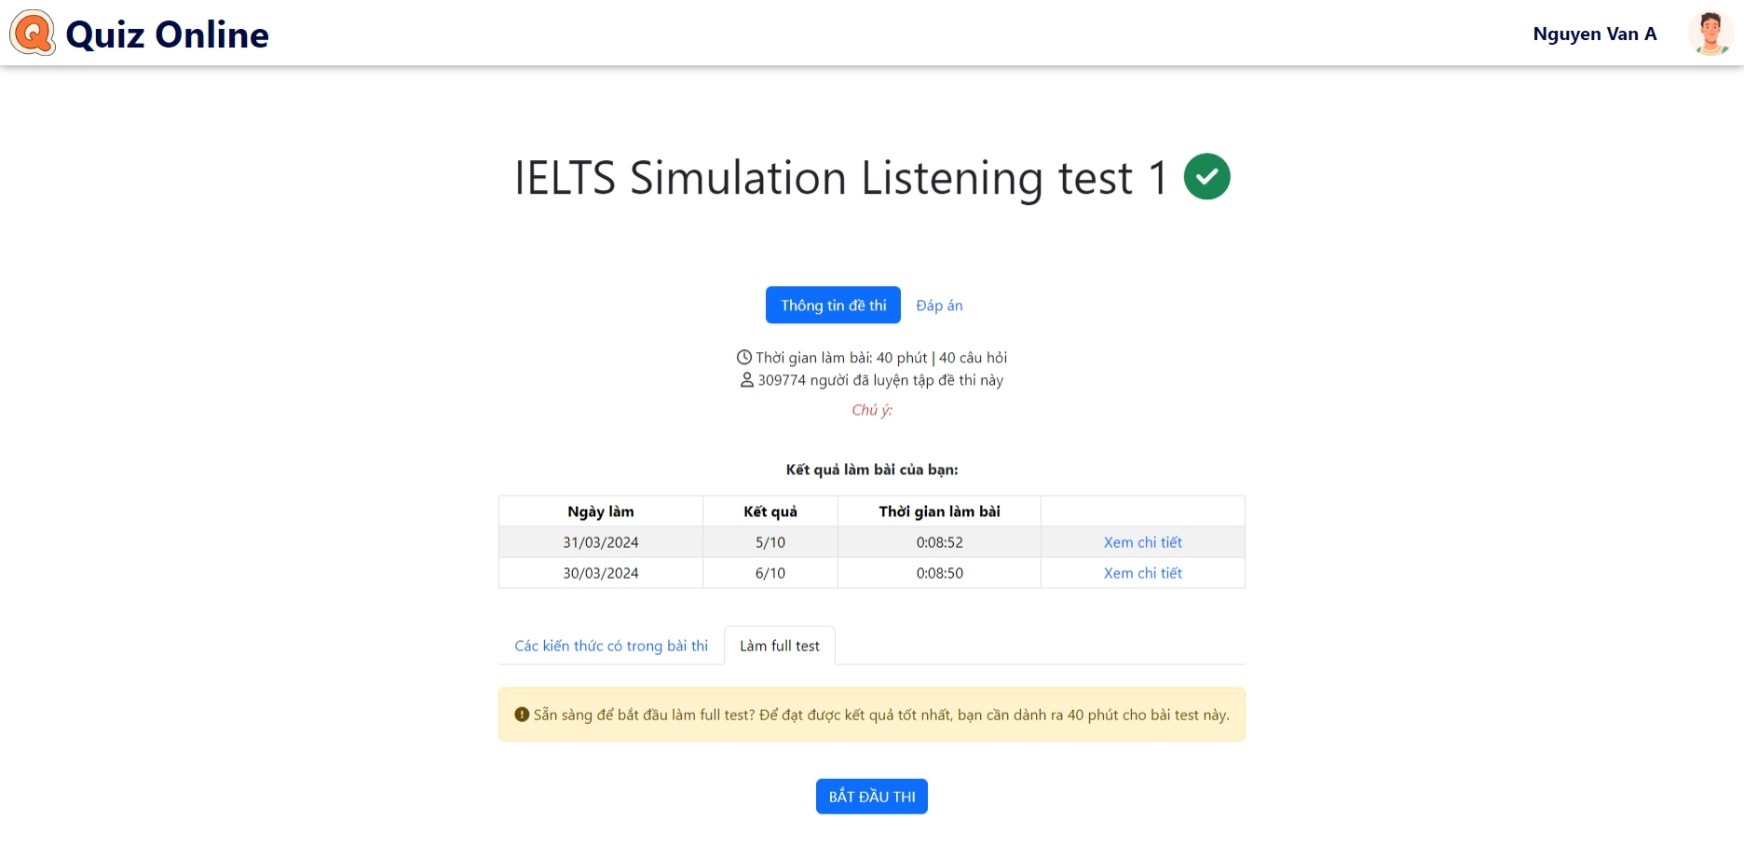 Quiz Online
Nguyen Van A
IELTS Simulation Listening test 1
Thông tin đề thi Đáp án
Thời gian làm bài: 40 phút | 40 câu hỏi
309774 người đã luyện tập đề thi này
Chú ý:
Kết quả làm bài của bạn:
Ngày làm Kết quả Thời gian làm bài
31/03/2024 5/10 0:08:52 Xem chi tiết
30/03/2024 6/10 0:08:50 Xem chi tiết
Các kiến thức có trong bài thi Làm full test
Sẵn sàng để bắt đầu làm full test? Để đạt được kết quả tốt nhất, bạn cần dành ra 40 phút cho bài test này.
BẮT ĐẦU THI